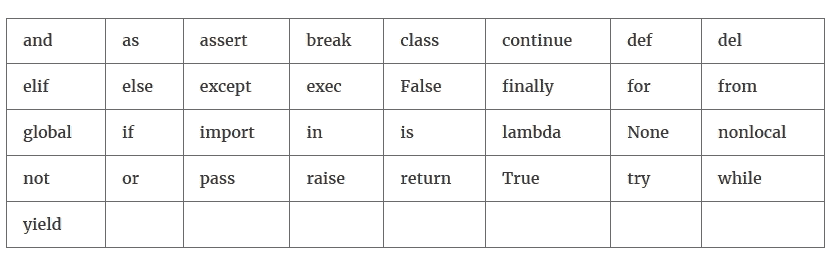 and as assert break class continue def del
elif else except exec False finally for from
global if import in is lambda None nonlocal
not or pass raise return True try while
yield